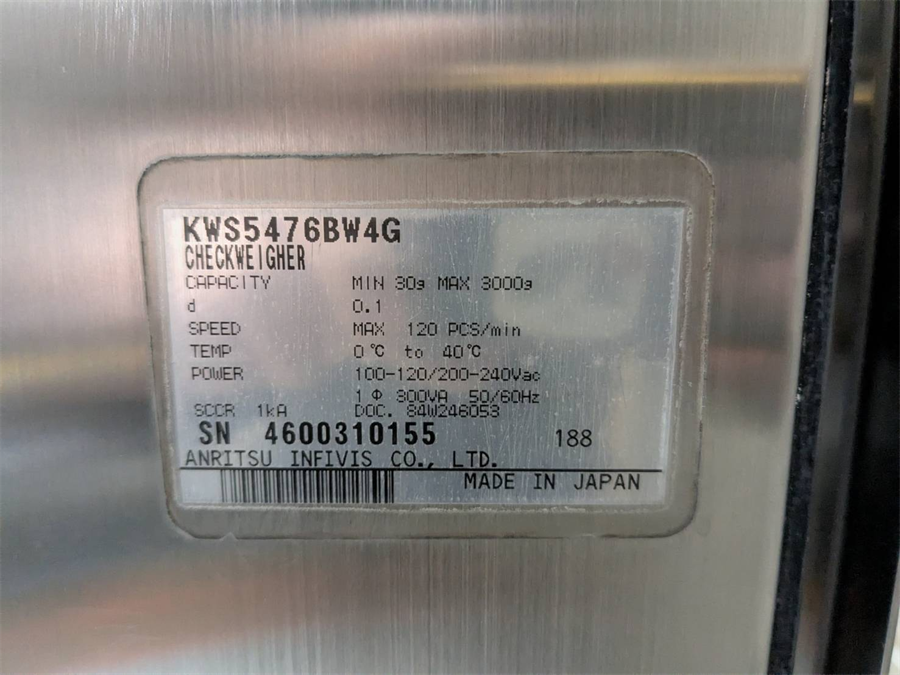 KWS5476BW4G
CHECKWEIGHER
CAPACITY MIN 30g MAX 3000g
d 0.1
SPEED MAX 120 PCS/min
TEMP 0℃ to 40℃
POWER 100-120/200-240Vac
1 Φ 300VA 50/60Hz
SCCR 1kA DOC. 84W246053
SN 4600310155 188
ANRITSU INFIVIS CO., LTD.
MADE IN JAPAN